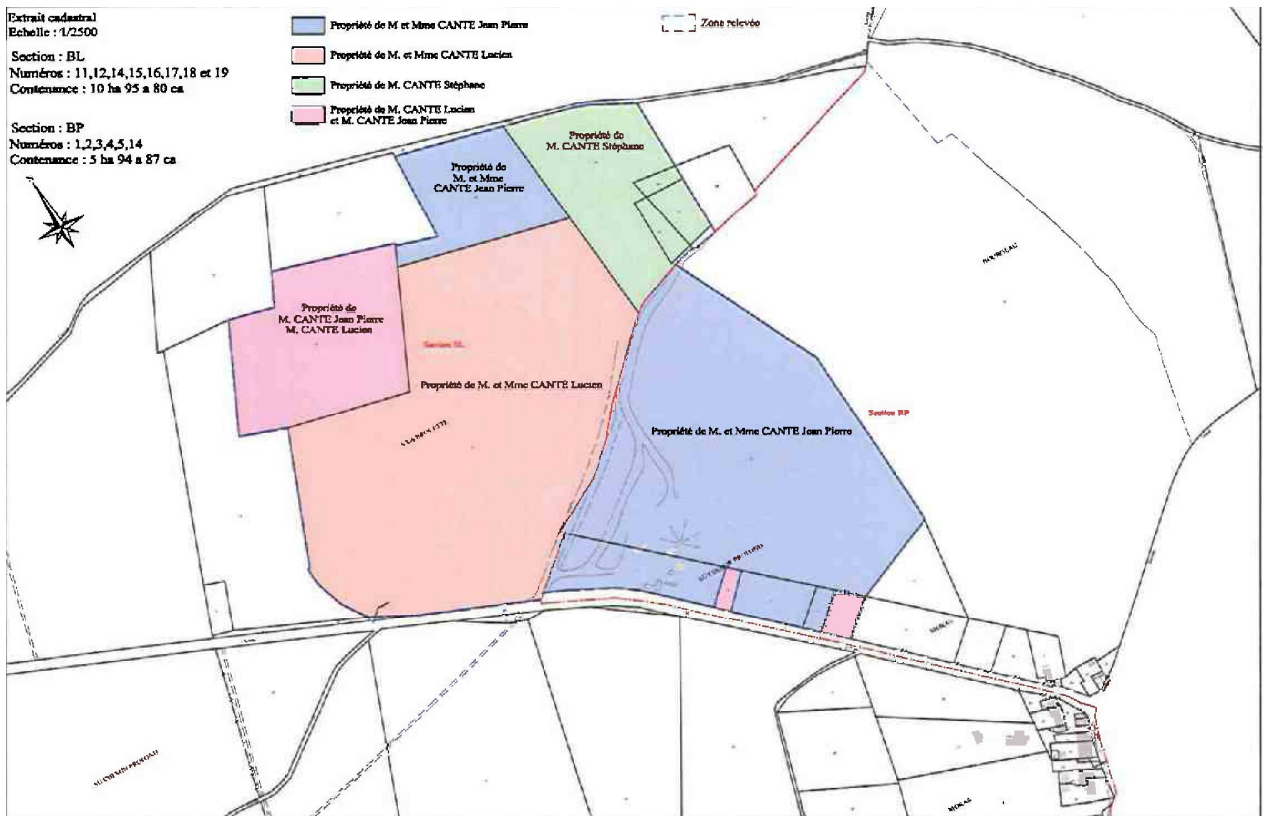 Extrait cadastral
Echelle : 1/2500
Section : BL
Numéros : 11,12,14,15,16,17,18 et 19
Contenance : 10 ha 95 a 80 ca
Section : BP
Numéros : 1,2,3,4,5,14
Contenance : 5 ha 94 a 87 ca
Propriété de M et Mme CANTE Jean Pierre
Propriété de M. et Mme CANTE Lucien
Propriété de M. CANTE Stéphane
Propriété de M. CANTE Lucien
et M. CANTE Jean Pierre
Zone relevée
Propriété de
M. CANTE Stéphane
Propriété de
M. et Mme
CANTE Jean Pierre
Propriété de
M. CANTE Jean Pierre
M. CANTE Lucien
Section BL
Propriété de M. et Mme CANTE Lucien
Section BP
Propriété de M. et Mme CANTE Jean Pierre